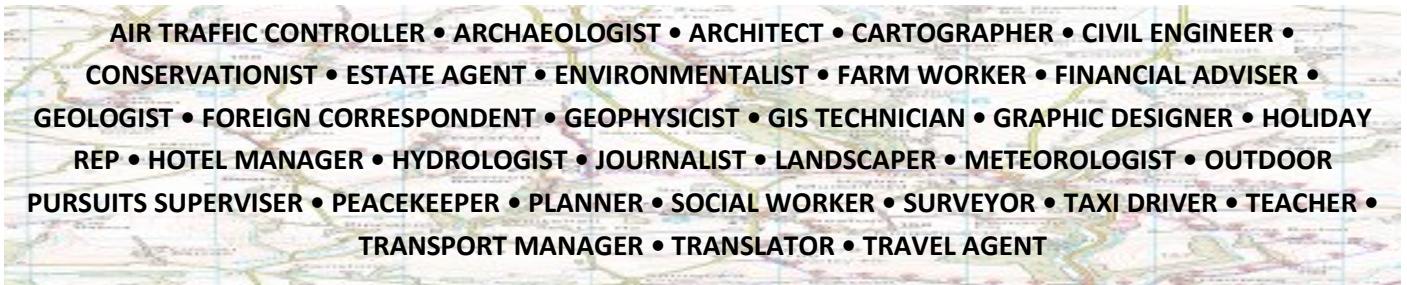 AIR TRAFFIC CONTROLLER • ARCHAEOLOGIST • ARCHITECT • CARTOGRAPHER • CIVIL ENGINEER •
CONSERVATIONIST • ESTATE AGENT • ENVIRONMENTALIST • FARM WORKER • FINANCIAL ADVISER •
GEOLOGIST • FOREIGN CORRESPONDENT • GEOPHYSICIST • GIS TECHNICIAN • GRAPHIC DESIGNER • HOLIDAY
REP • HOTEL MANAGER • HYDROLOGIST • JOURNALIST • LANDSCAPER • METEOROLOGIST • OUTDOOR
PURSUITS SUPERVISER • PEACEKEEPER • PLANNER • SOCIAL WORKER • SURVEYOR • TAXI DRIVER • TEACHER •
TRANSPORT MANAGER • TRANSLATOR • TRAVEL AGENT